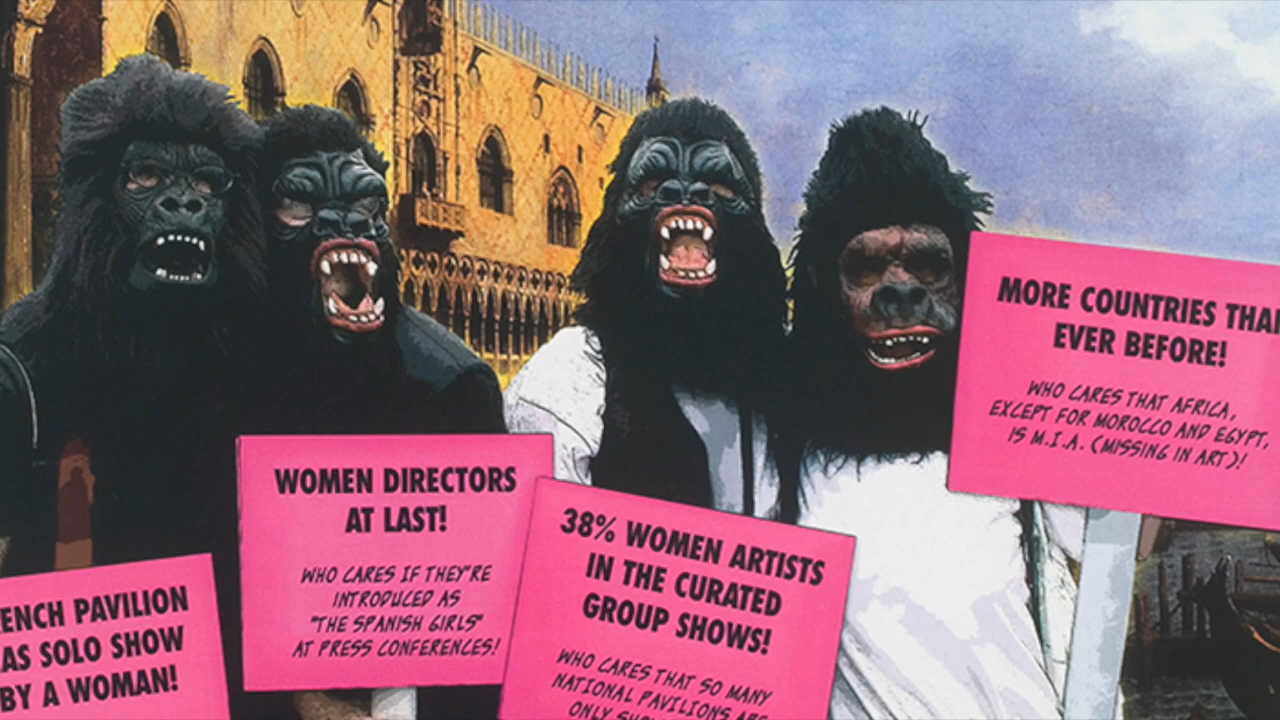 ENCH PAVILION
AS SOLO SHOW
BY A WOMAN!
WOMEN DIRECTORS
AT LAST!
WHO CARES IF THEY'RE
INTRODUCED AS
"THE SPANISH GIRLS"
AT PRESS CONFERENCES!
38% WOMEN ARTISTS
IN THE CURATED
GROUP SHOWS!
WHO CARES THAT SO MANY
NATIONAL PAVILIONS ARE
ONLY
MORE COUNTRIES THA
EVER BEFORE!
WHO CARES THAT AFRICA,
EXCEPT FOR MOROCCO AND EGYPT,
IS M.I.A. (MISSING IN ART)!